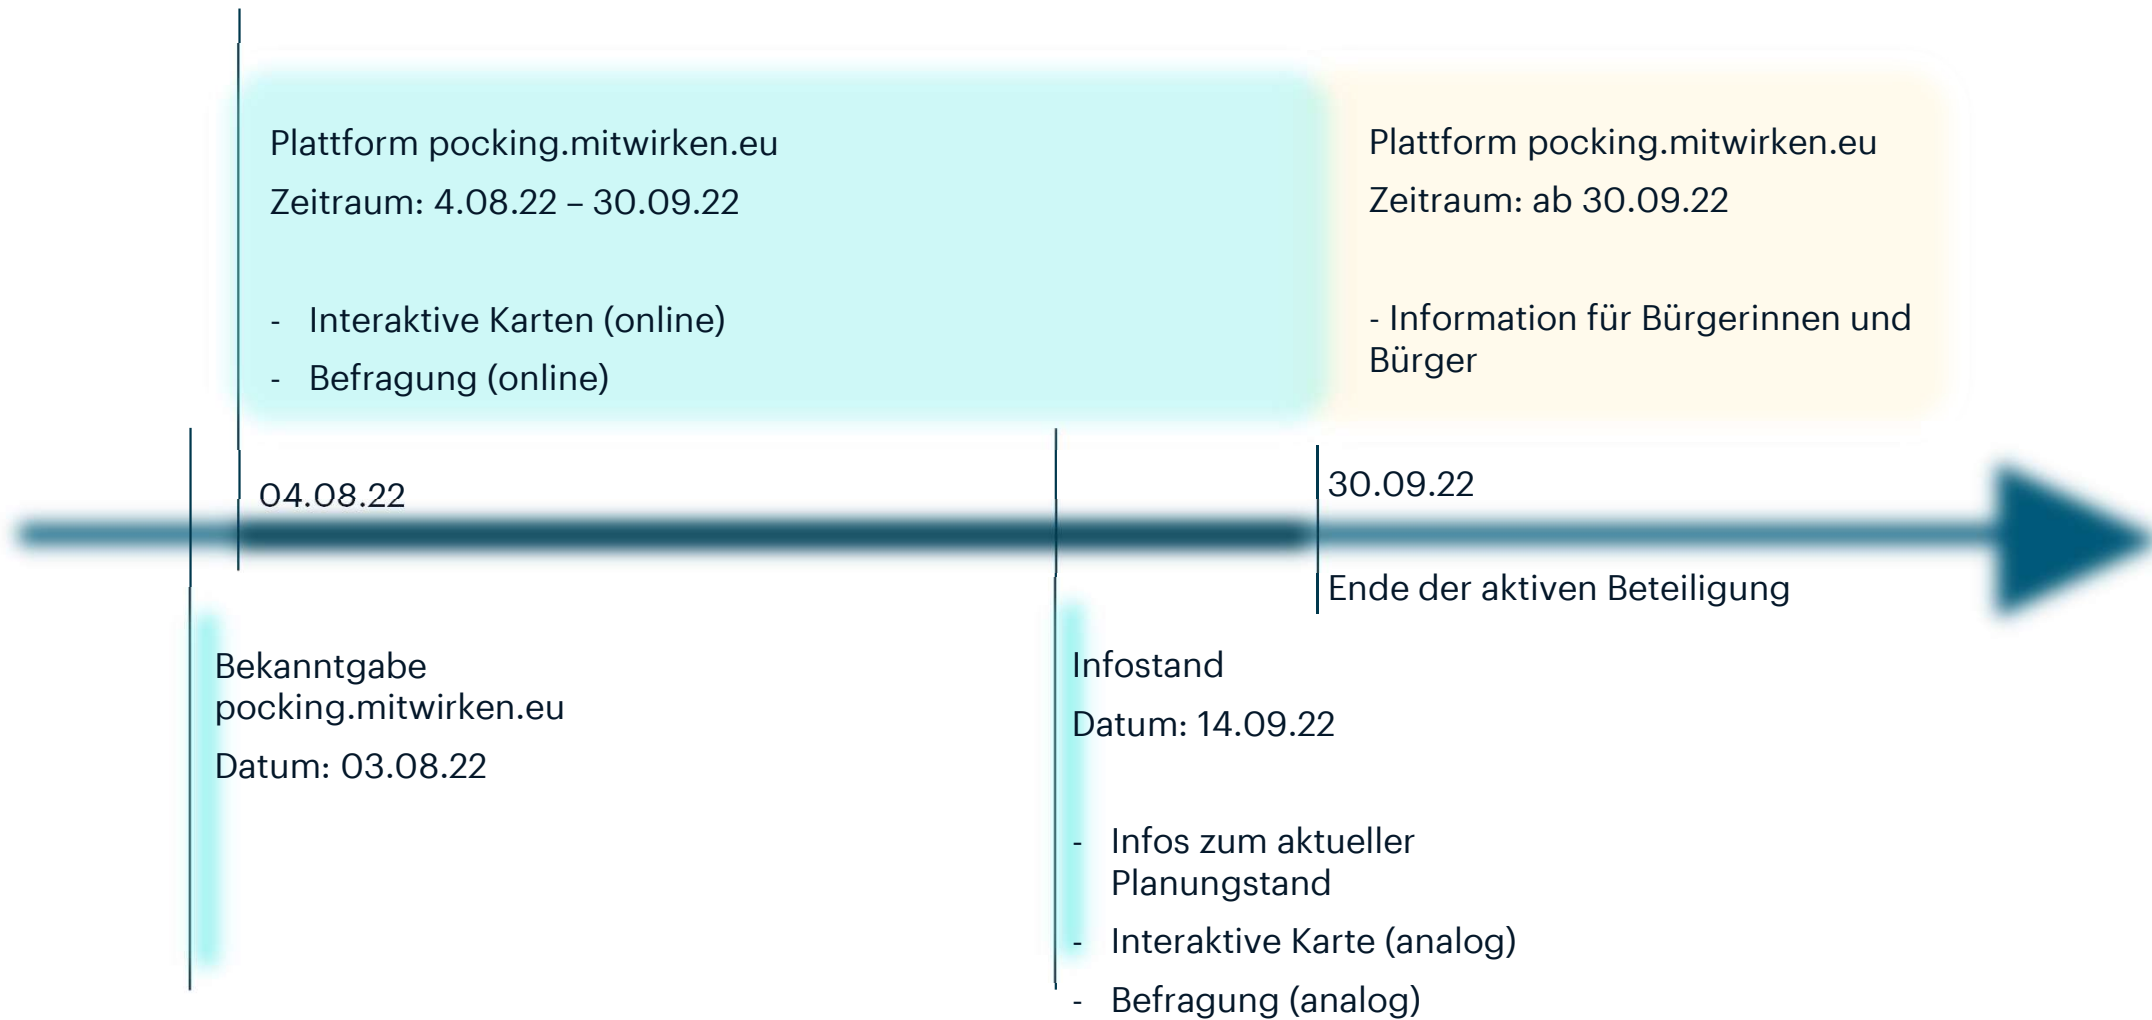 Plattform pocking.mitwirken.eu
Zeitraum: 4.08.22 – 30.09.22
- Interaktive Karten (online)
- Befragung (online)
Plattform pocking.mitwirken.eu
Zeitraum: ab 30.09.22
- Information für Bürgerinnen und
Bürger
04.08.22
30.09.22
Ende der aktiven Beteiligung
Bekanntgabe
pocking.mitwirken.eu
Datum: 03.08.22
Infostand
Datum: 14.09.22
- Infos zum aktueller
Planungstand
- Interaktive Karte (analog)
- Befragung (analog)